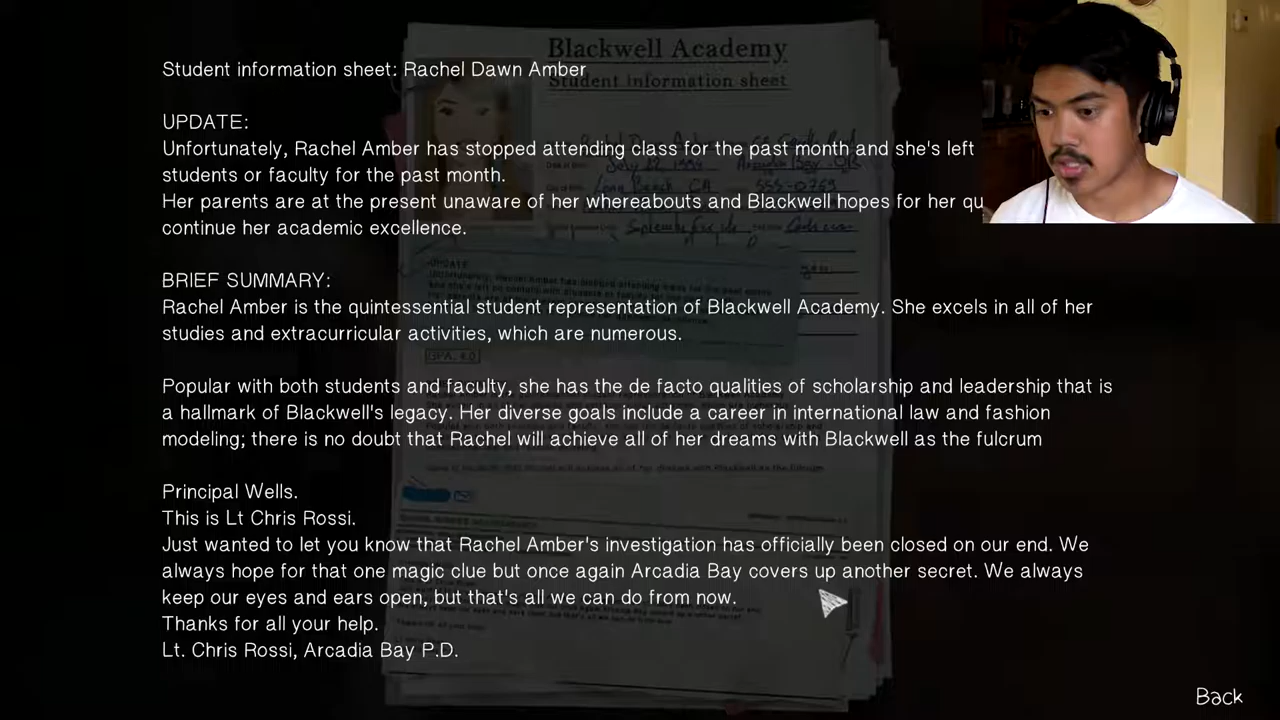 Blackwell Academy
Student information sheet
Student information sheet: Rachel Dawn Amber
UPDATE:
Unfortunately, Rachel Amber has stopped attending class for the past month and she's left
students or faculty for the past month.
Her parents are at the present unaware of her whereabouts and Blackwell hopes for her qu
continue her academic excellence.
BRIEF SUMMARY:
Rachel Amber is the quintessential student representation of Blackwell Academy. She excels in all of her
studies and extracurricular activities, which are numerous.
GPA: 4.0
Popular with both students and faculty, she has the de facto qualities of scholarship and leadership that is
a hallmark of Blackwell's legacy. Her diverse goals include a career in international law and fashion
modeling; there is no doubt that Rachel will achieve all of her dreams with Blackwell as the fulcrum
Principal Wells.
This is Lt Chris Rossi.
Just wanted to let you know that Rachel Amber's investigation has officially been closed on our end. We
always hope for that one magic clue but once again Arcadia Bay covers up another secret. We always
keep our eyes and ears open, but that's all we can do from now.
Thanks for all your help.
Lt. Chris Rossi, Arcadia Bay P.D.
Back